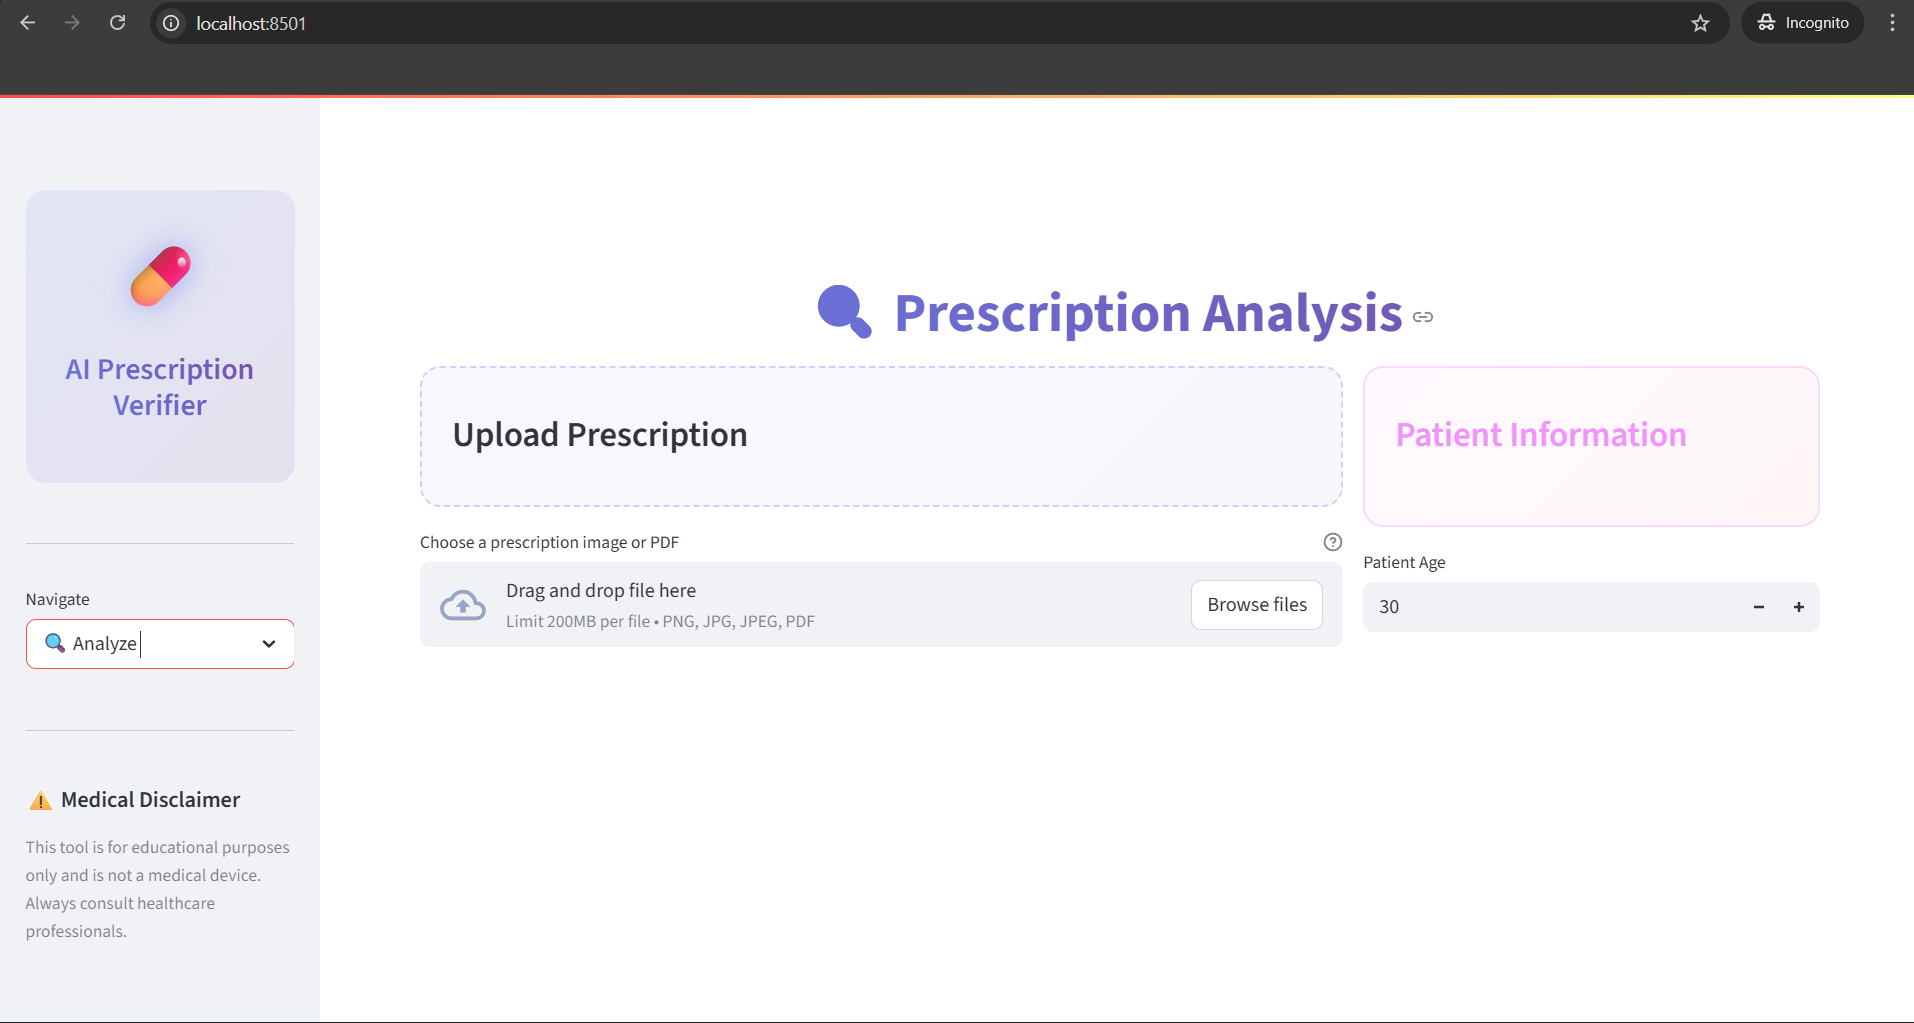 localhost:8501
Incognito
AI Prescription
Verifier
Navigate
Analyze
Medical Disclaimer
This tool is for educational purposes
only and is not a medical device.
Always consult healthcare
professionals.
Prescription Analysis
Upload Prescription
Choose a prescription image or PDF
Drag and drop file here
Limit 200MB per file • PNG, JPG, JPEG, PDF
Browse files
Patient Information
Patient Age
30